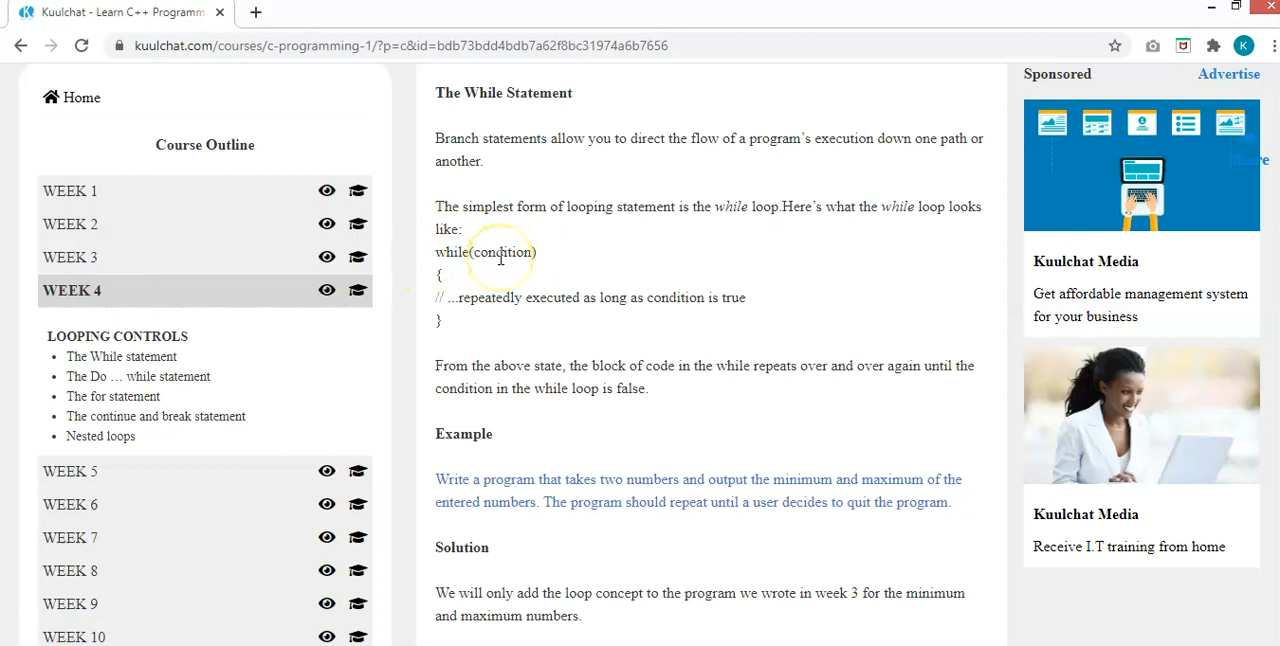 Kuulchat - Learn C++ Programm
kuulchat.com/courses/c-programming-1/?p=c&id=bdb73bdd4bdb7a62f8bc31974a6b7656
K
Home
Course Outline
WEEK 1
WEEK 2
WEEK 3
WEEK 4
LOOPING CONTROLS
The While statement
The Do … while statement
The for statement
The continue and break statement
Nested loops
WEEK 5
WEEK 6
WEEK 7
WEEK 8
WEEK 9
WEEK 10
The While Statement
Branch statements allow you to direct the flow of a program’s execution down one path or
another.
The simplest form of looping statement is the while loop.Here’s what the while loop looks
like:
while(condition)
{
// ...repeatedly executed as long as condition is true
}
From the above state, the block of code in the while repeats over and over again until the
condition in the while loop is false.
Example
Write a program that takes two numbers and output the minimum and maximum of the
entered numbers. The program should repeat until a user decides to quit the program.
Solution
We will only add the loop concept to the program we wrote in week 3 for the minimum
and maximum numbers.
Sponsored
Advertise
Share
Kuulchat Media
Get affordable management system
for your business
Kuulchat Media
Receive I.T training from home